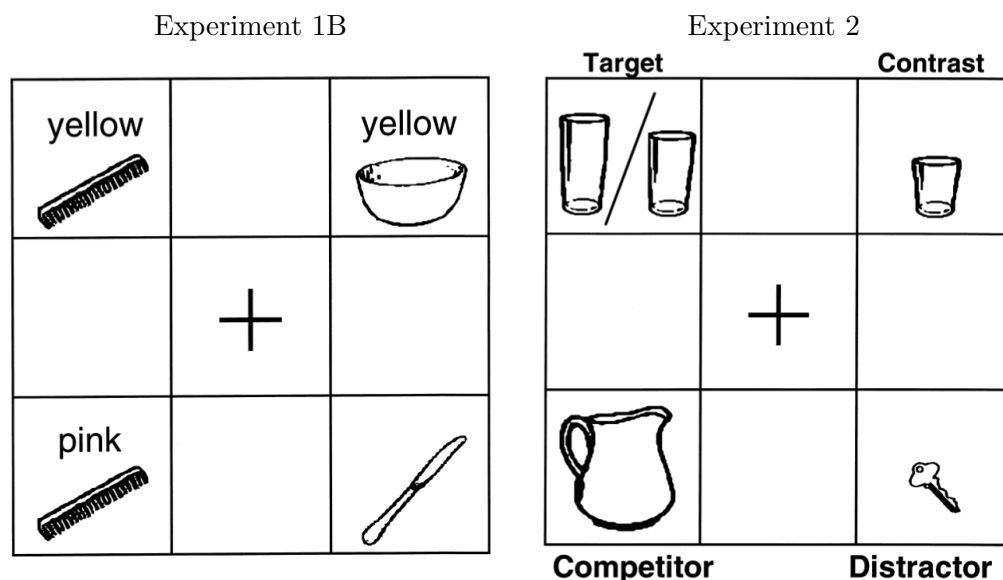 Experiment 1B
yellow
yellow
pink
Experiment 2
Target
Contrast
Competitor
Distractor